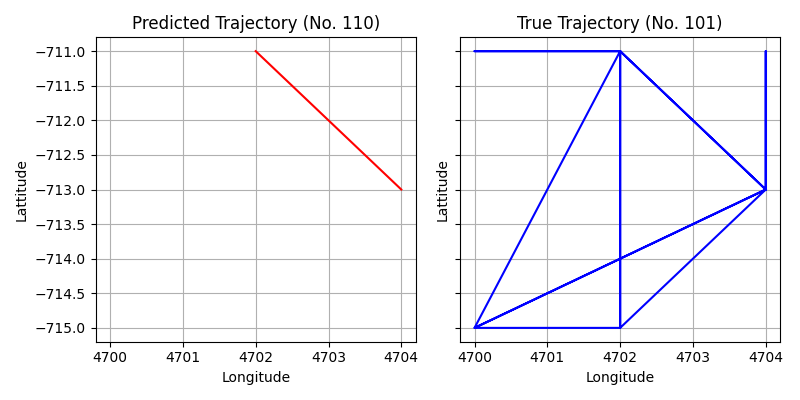 Predicted Trajectory (No. 110)
Lattitude
−711.0
−711.5
−712.0
−712.5
−713.0
−713.5
−714.0
−714.5
−715.0
4700 4701 4702 4703 4704
Longitude
True Trajectory (No. 101)
Lattitude
4700 4701 4702 4703 4704
Longitude